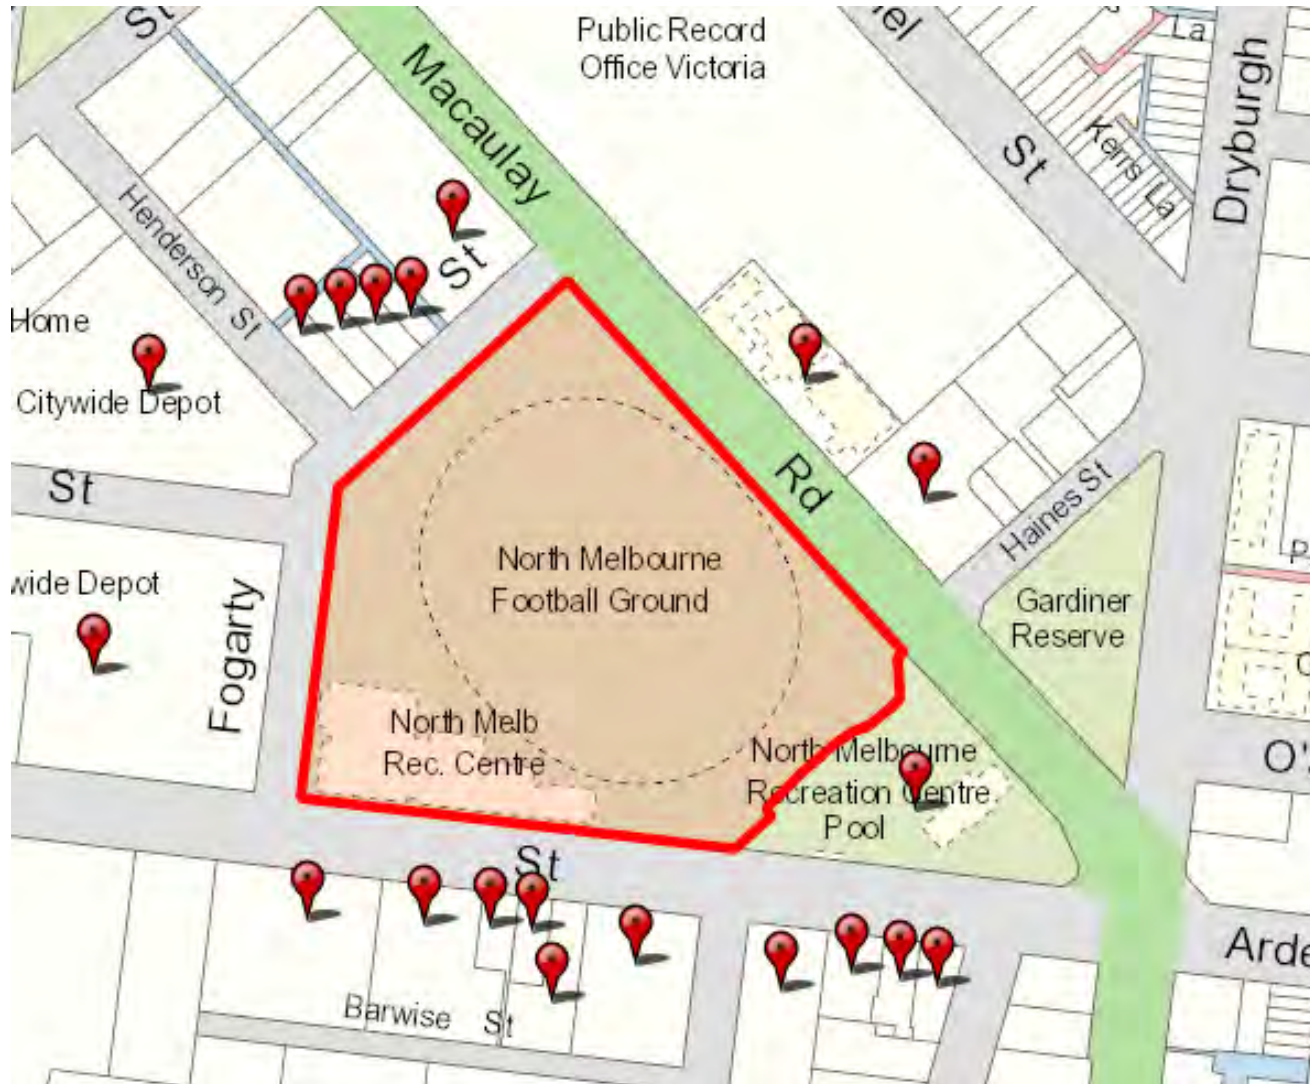 St
Public Record
Office Victoria
La
Macaulay
Dryburgh
St
Kerrs La
Henderson St
St
Home
Citywide Depot
St
Rd
Haines St
North Melbourne
Football Ground
wide Depot
Gardiner
Reserve
Fogarty
North Melb
Rec. Centre
North Melbourne
Recreation Centre
Pool
O'
St
Arde
Barwise St